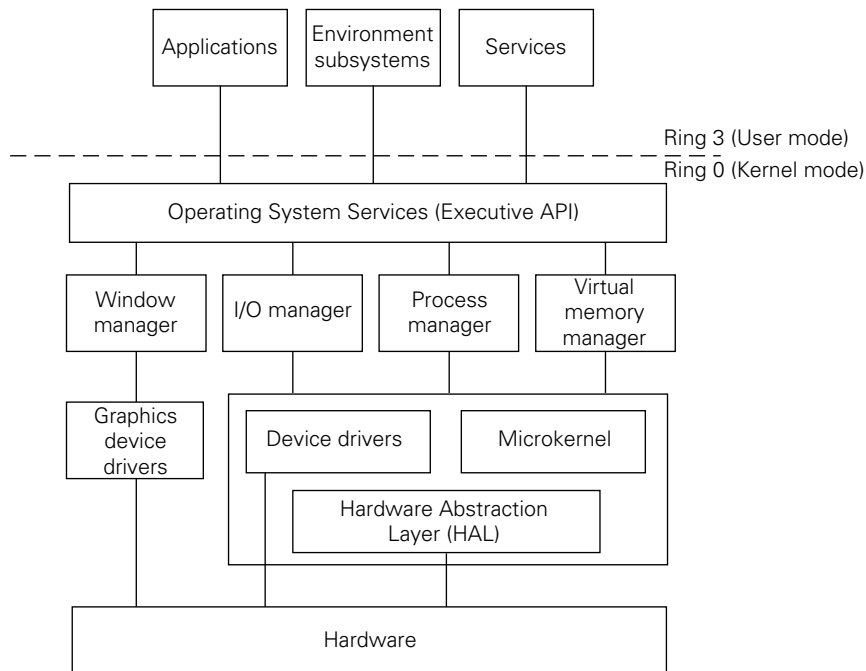 Applications
Environment
subsystems
Services
Ring 3 (User mode)
Ring 0 (Kernel mode)
Operating System Services (Executive API)
Window
manager
I/O manager
Process
manager
Virtual
memory
manager
Graphics
device
drivers
Device drivers
Microkernel
Hardware Abstraction
Layer (HAL)
Hardware